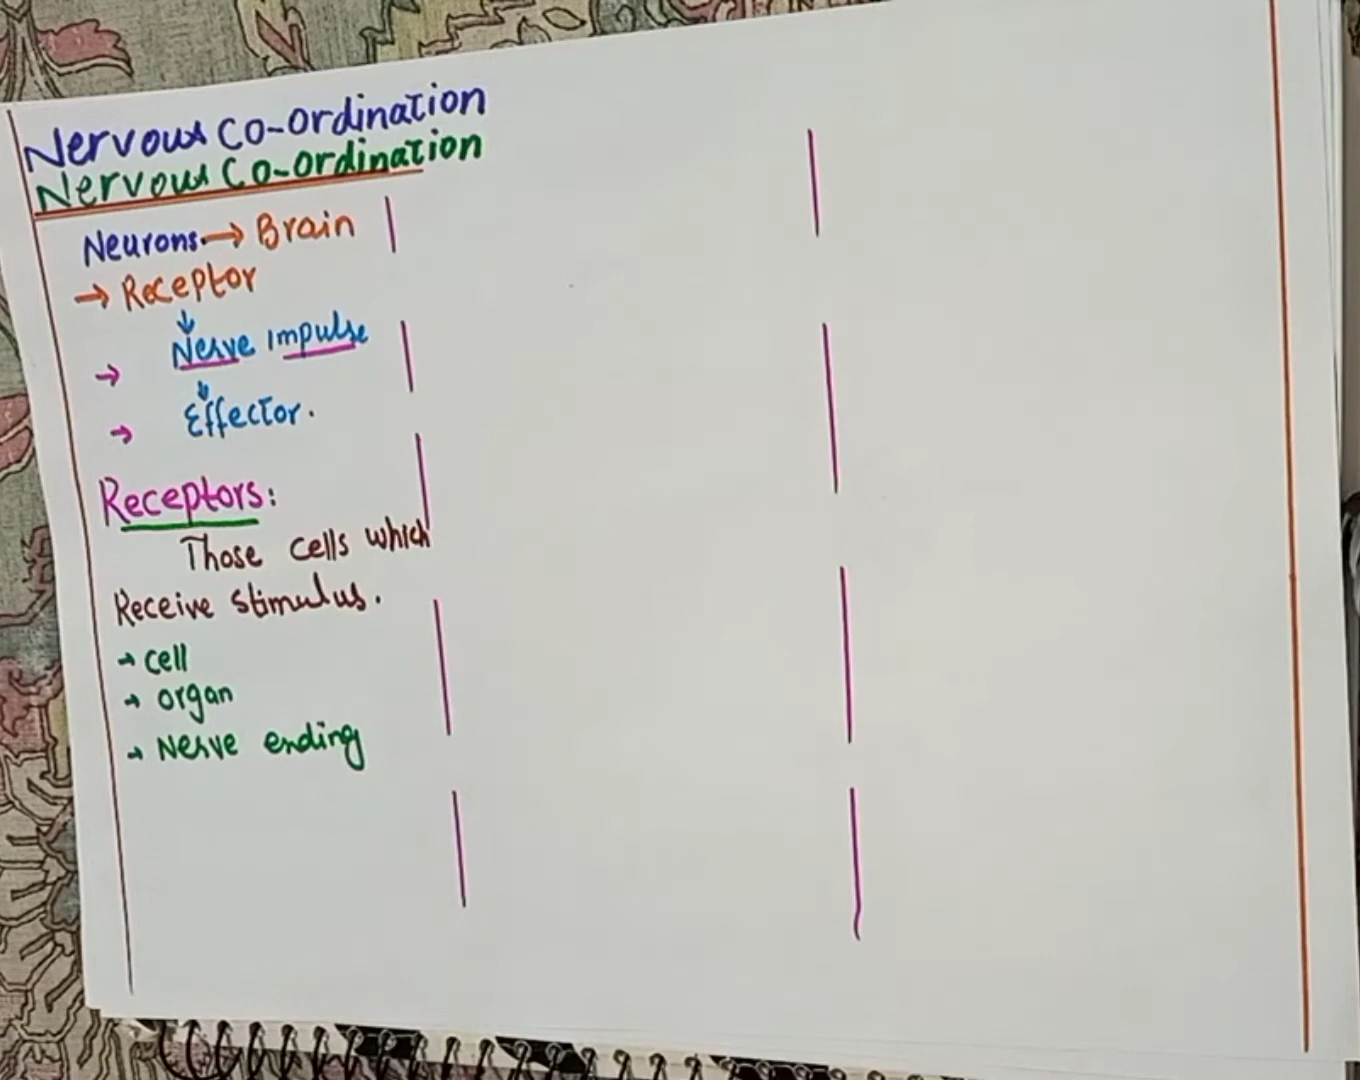 Nervous Co-ordination
Nervous Co-ordination
Neurons. → Brain
→ Receptor
↓
→ Nerve impulse
↓
→ Effector.
Receptors:
Those cells which
Receive stimulus.
→ cell
→ organ
→ Nerve ending